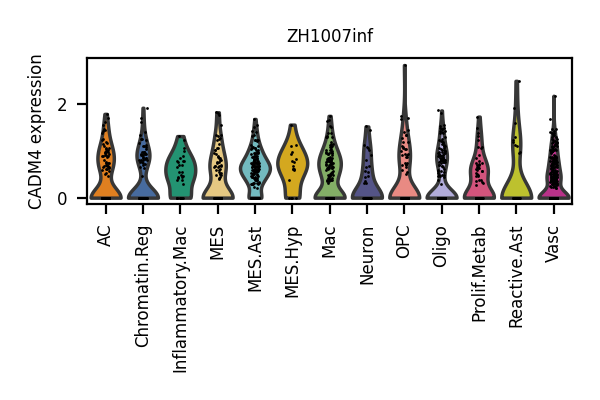 ZH1007inf
CADM4 expression
2
0
AC
Chromatin.Reg
Inflammatory.Mac
MES
MES.Ast
MES.Hyp
Mac
Neuron
OPC
Oligo
Prolif.Metab
Reactive.Ast
Vasc